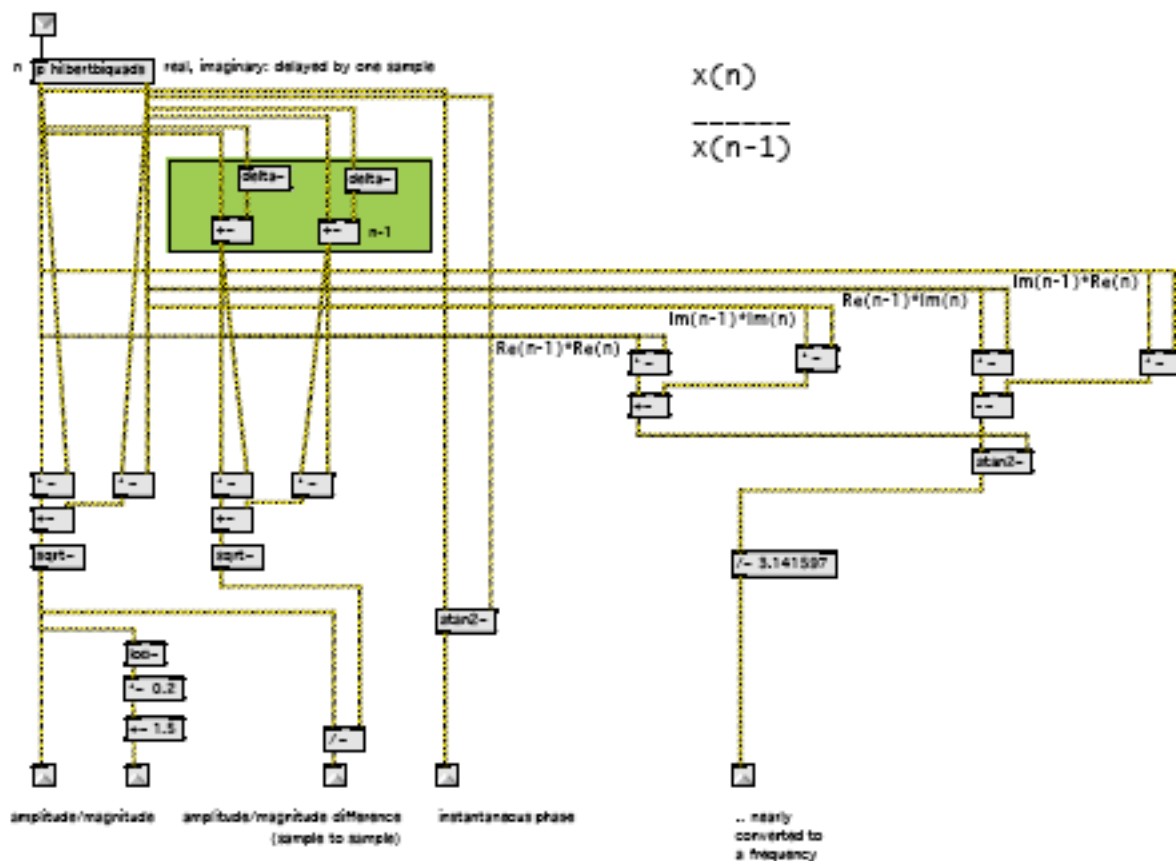 n
p hilbertbiquads
real, imaginary: delayed by one sample
x(n)
x(n-1)
delta~
delta~
+~
+~
n-1
Im(n-1)*Re(n)
Re(n-1)*Im(n)
Im(n-1)*Im(n)
Re(n-1)*Re(n)
*~
*~
*~
*~
+~
-~
atan2~
*~
*~
*~
*~
+~
+~
sqrt~
sqrt~
/~ 3.141597
atan2~
*~ 0.2
+~ 1.5
/~
amplitude/magnitude
amplitude/magnitude difference
(sample to sample)
instantaneous phase
.. nearly
converted to
a frequency